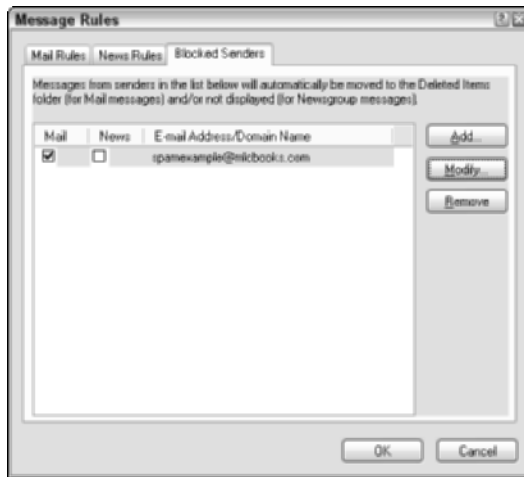 Message Rules
Mail Rules News Rules Blocked Senders
Messages from senders in the list below will automatically be moved to the Deleted Items
folder (for Mail messages) and/or not displayed (for Newsgroup messages).
Mail News E-mail Address/Domain Name
spamexample@mlcbooks.com
Add...
Modify...
Remove
OK Cancel